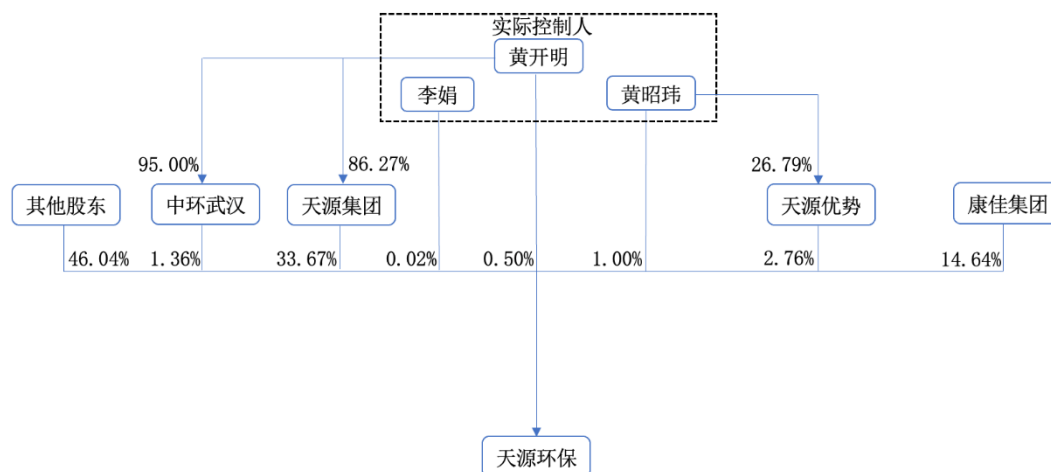 实际控制人
黄开明
李娟
黄昭玮
95.00%
86.27%
26.79%
其他股东
中环武汉
天源集团
天源优势
康佳集团
46.04%
1.36%
33.67%
0.02%
0.50%
1.00%
2.76%
14.64%
天源环保